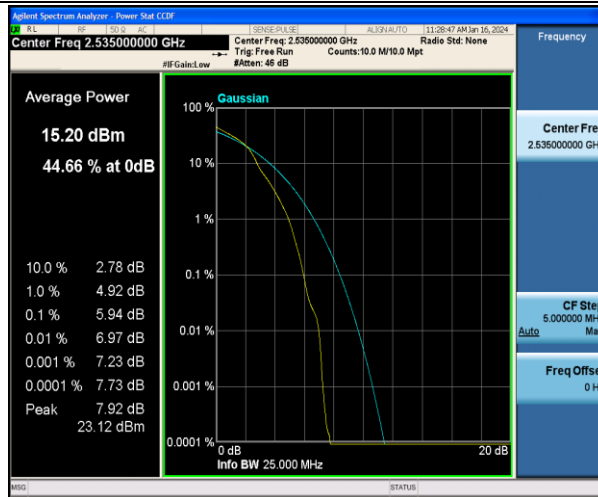 Agilent Spectrum Analyzer - Power Stat CCDF
RL RF 50 Ω AC SENSE:PULSE ALIGN AUTO 11:28:47 AM Jan 16, 2024
Center Freq 2.535000000 GHz
Center Freq: 2.535000000 GHz
Radio Std: None
Trig: Free Run
Counts:10.0 M/10.0 Mpt
#IFGain:Low
#Atten: 46 dB
Frequency
Average Power
15.20 dBm
44.66 % at 0dB
10.0 % 2.78 dB
1.0 % 4.92 dB
0.1 % 5.94 dB
0.01 % 6.97 dB
0.001 % 7.23 dB
0.0001 % 7.73 dB
Peak 7.92 dB
23.12 dBm
Gaussian
100 %
10 %
1 %
0.1 %
0.01 %
0.001 %
0.0001 %
0 dB
20 dB
Info BW 25.000 MHz
Center Fre
2.535000000 GH
CF Ste
5.000000 MH
Auto Ma
Freq Offse
0 H
MSG
STATUS